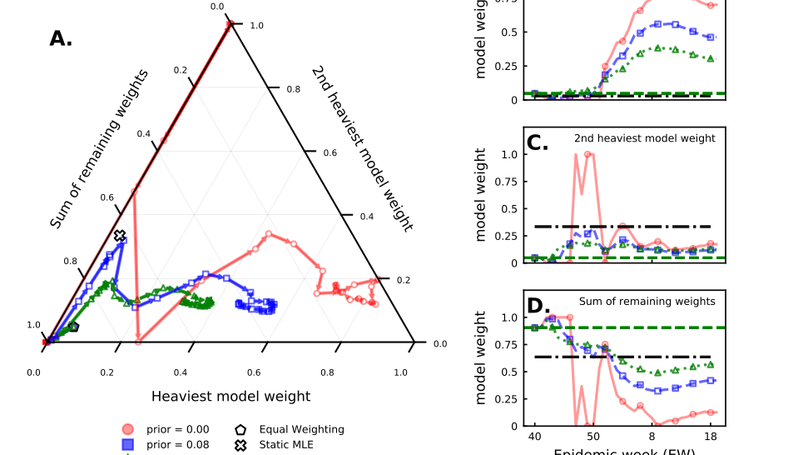 A.
0.0
1.0
0.2
0.8
0.4
0.6
0.6
0.4
0.8
0.2
1.0
0.0
0.0
0.2
0.4
0.6
0.8
1.0
Sum of remaining weights
2nd heaviest model weight
Heaviest model weight
prior = 0.00
prior = 0.08
Equal Weighting
Static MLE
0.75
0.5
0.25
0
model weight
C.
2nd heaviest model weight
1.0
0.75
0.5
0.25
0
model weight
D.
Sum of remaining weights
1.0
0.75
0.5
0.25
0
model weight
40
50
8
18
Epidemic week (EW)